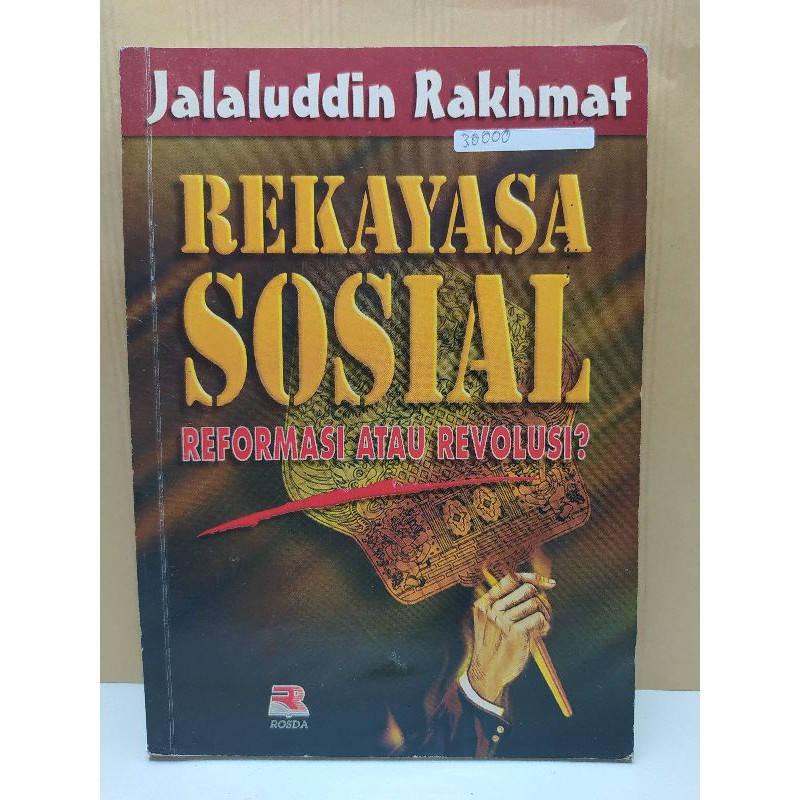 Jalaluddin Rakhmat
30000
REKAYASA
SOSIAL
REFORMASI ATAU REVOLUSI?
ROSDA